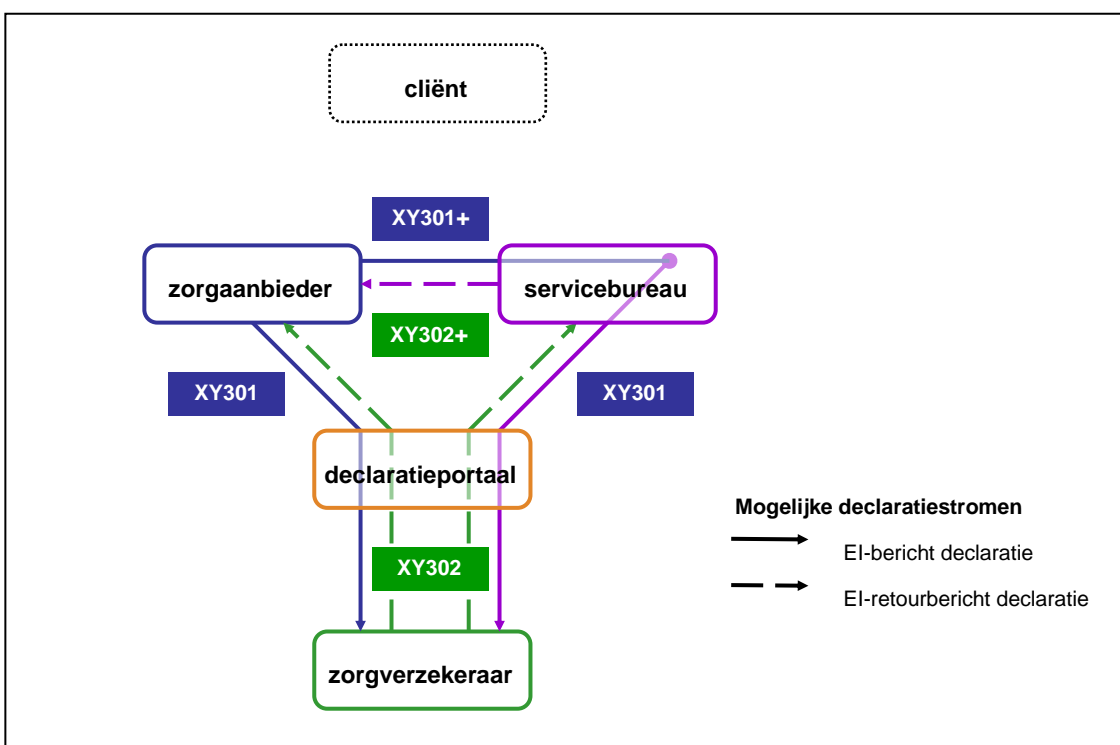 cliënt
XY301+
zorgaanbieder
servicebureau
XY302+
XY301
XY301
declaratieportaal
Mogelijke declaratiestromen
EI-bericht declaratie
XY302
EI-retourbericht declaratie
zorgverzekeraar